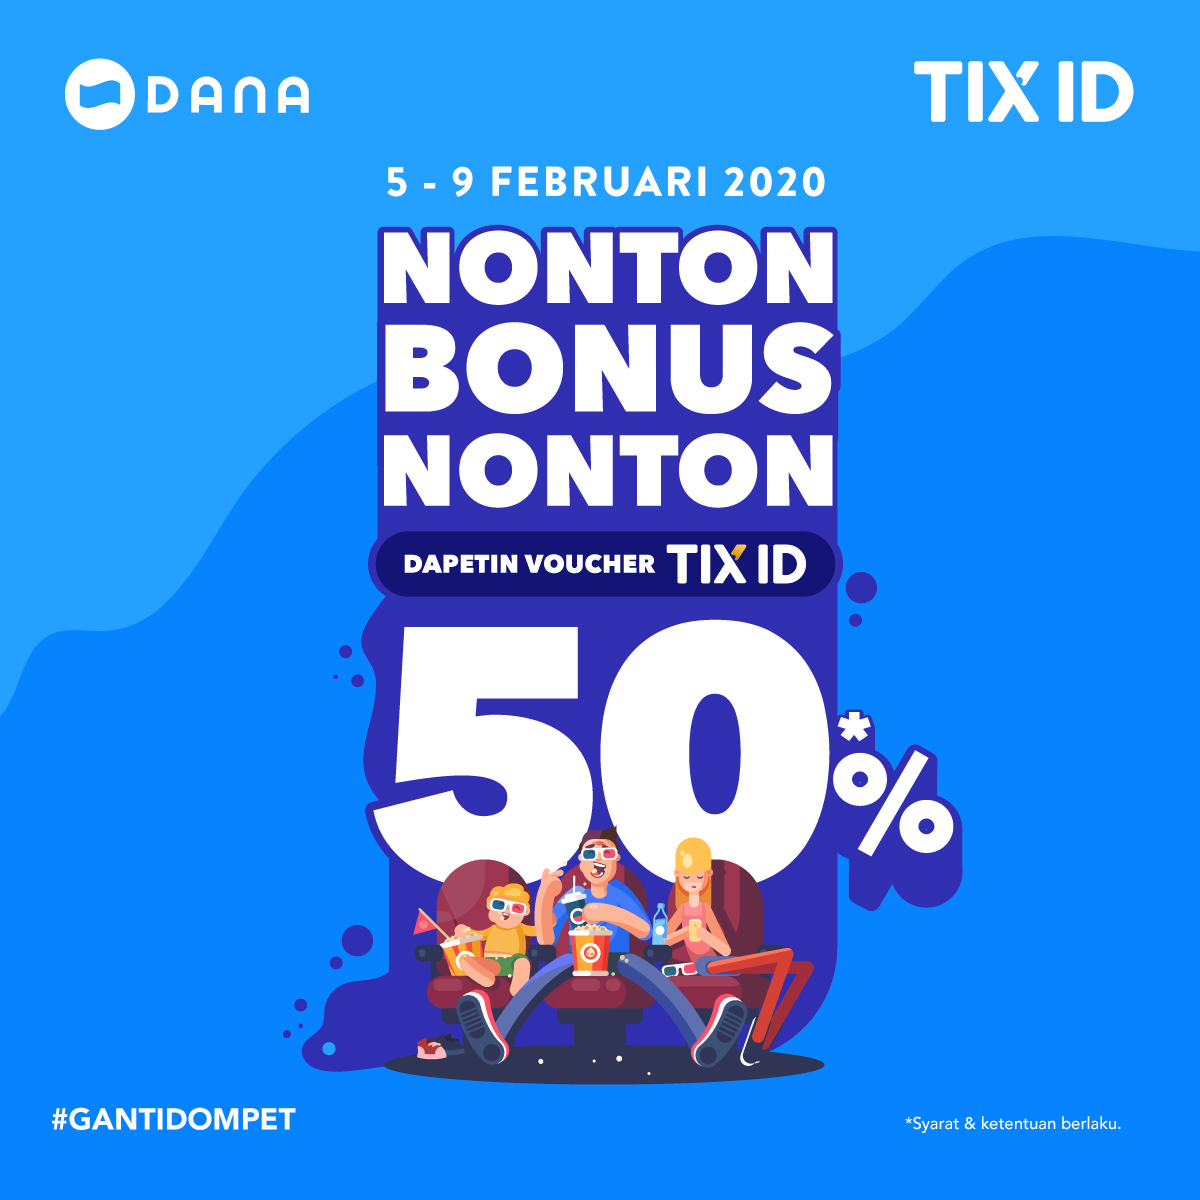 DANA
TIX ID
5 - 9 FEBRUARI 2020
NONTON
BONUS
NONTON
DAPETIN VOUCHER TIX ID
50*%
#GANTIDOMPET
*Syarat & ketentuan berlaku.